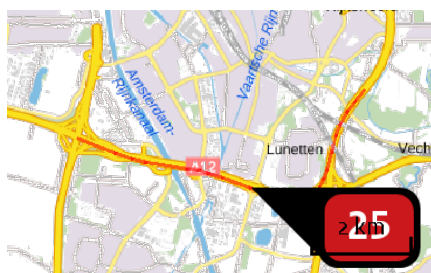 Amsterdam-
Rijnkanaal
Vaartsche Rijn
A12
Lunetten
Vech
25
2 km